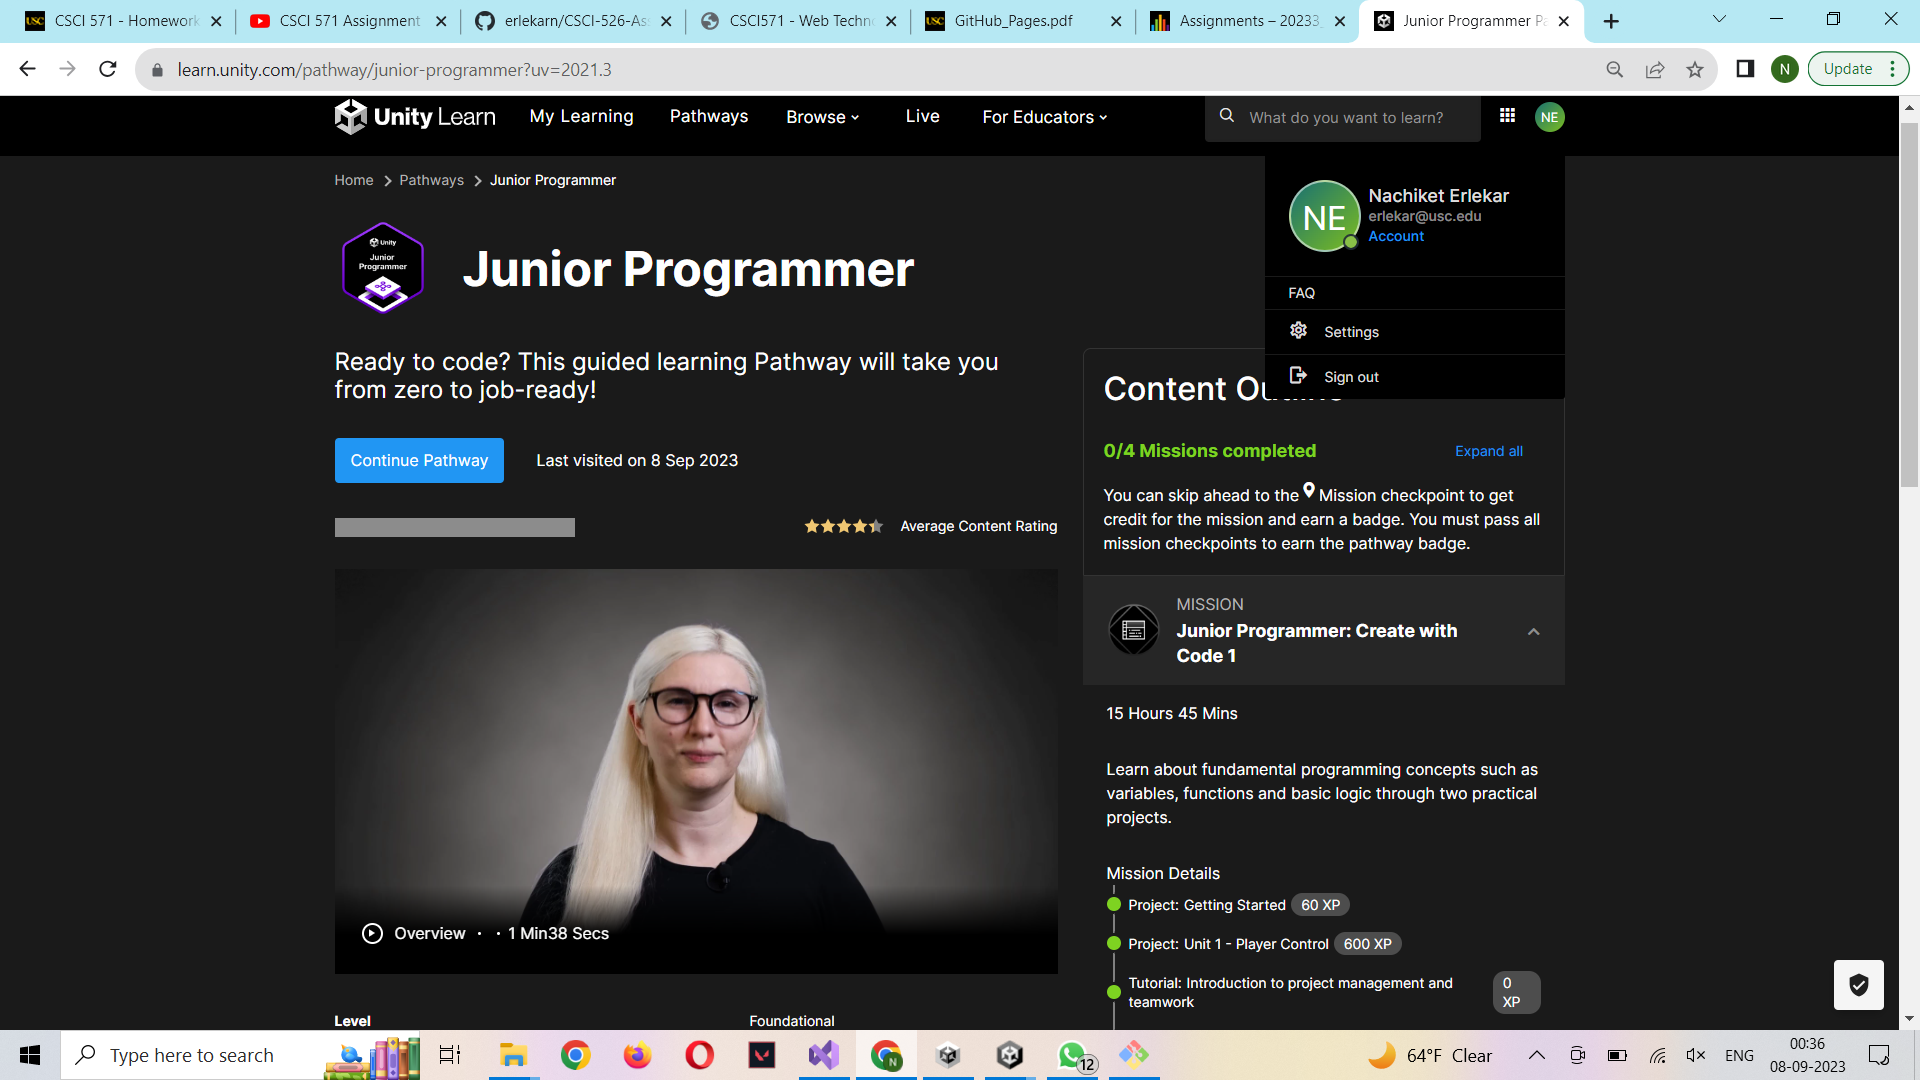 CSCI 571 - Homework
CSCI 571 Assignment
erlekarn/CSCI-526-As
CSCI571 - Web Techn
GitHub_Pages.pdf
Assignments – 20233_
Junior Programmer Pa
learn.unity.com/pathway/junior-programmer?uv=2021.3
N
Update
Unity Learn
My Learning
Pathways
Browse
Live
For Educators
What do you want to learn?
NE
Home
Pathways
Junior Programmer
NE
Nachiket Erlekar
erlekar@usc.edu
Account
FAQ
Settings
Sign out
Unity
Junior
Programmer
Junior Programmer
Ready to code? This guided learning Pathway will take you
from zero to job-ready!
Continue Pathway
Last visited on 8 Sep 2023
Average Content Rating
Overview · · 1 Min38 Secs
Level
Foundational
Content Outline
0/4 Missions completed
Expand all
You can skip ahead to the Mission checkpoint to get
credit for the mission and earn a badge. You must pass all
mission checkpoints to earn the pathway badge.
MISSION
Junior Programmer: Create with
Code 1
15 Hours 45 Mins
Learn about fundamental programming concepts such as
variables, functions and basic logic through two practical
projects.
Mission Details
Project: Getting Started 60 XP
Project: Unit 1 - Player Control 600 XP
Tutorial: Introduction to project management and
teamwork
0
XP
Type here to search
N
12
64°F Clear
ENG
00:36
08-09-2023